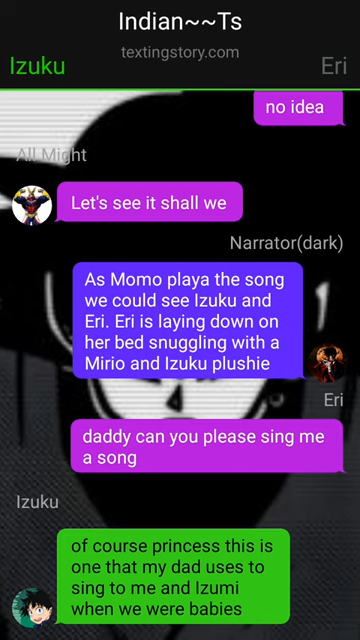 Indian~~Ts
textingstory.com
Izuku
Eri
no idea
All Might
Let's see it shall we
Narrator(dark)
As Momo playa the song
we could see Izuku and
Eri. Eri is laying down on
her bed snuggling with a
Mirio and Izuku plushie
Eri
daddy can you please sing me
a song
Izuku
of course princess this is
one that my dad uses to
sing to me and Izumi
when we were babies